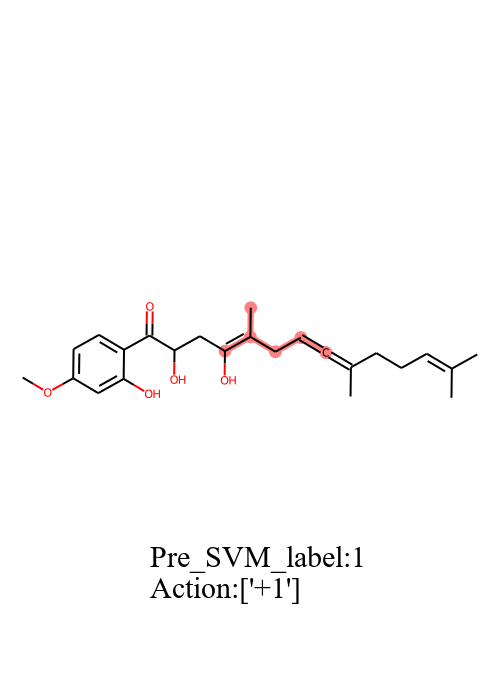 O
OH
OH
O
OH
C
Pre_SVM_label:1
Action:['+1']